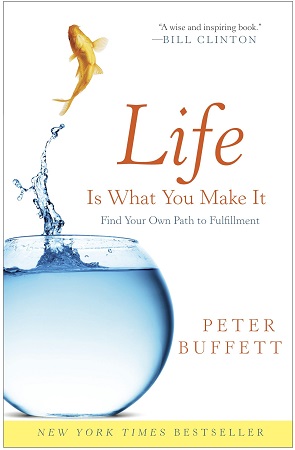 "A wise and inspiring book."
—BILL CLINTON
Life
Is What You Make It
Find Your Own Path to Fulfillment
PETER
BUFFETT
NEW YORK TIMES BESTSELLER